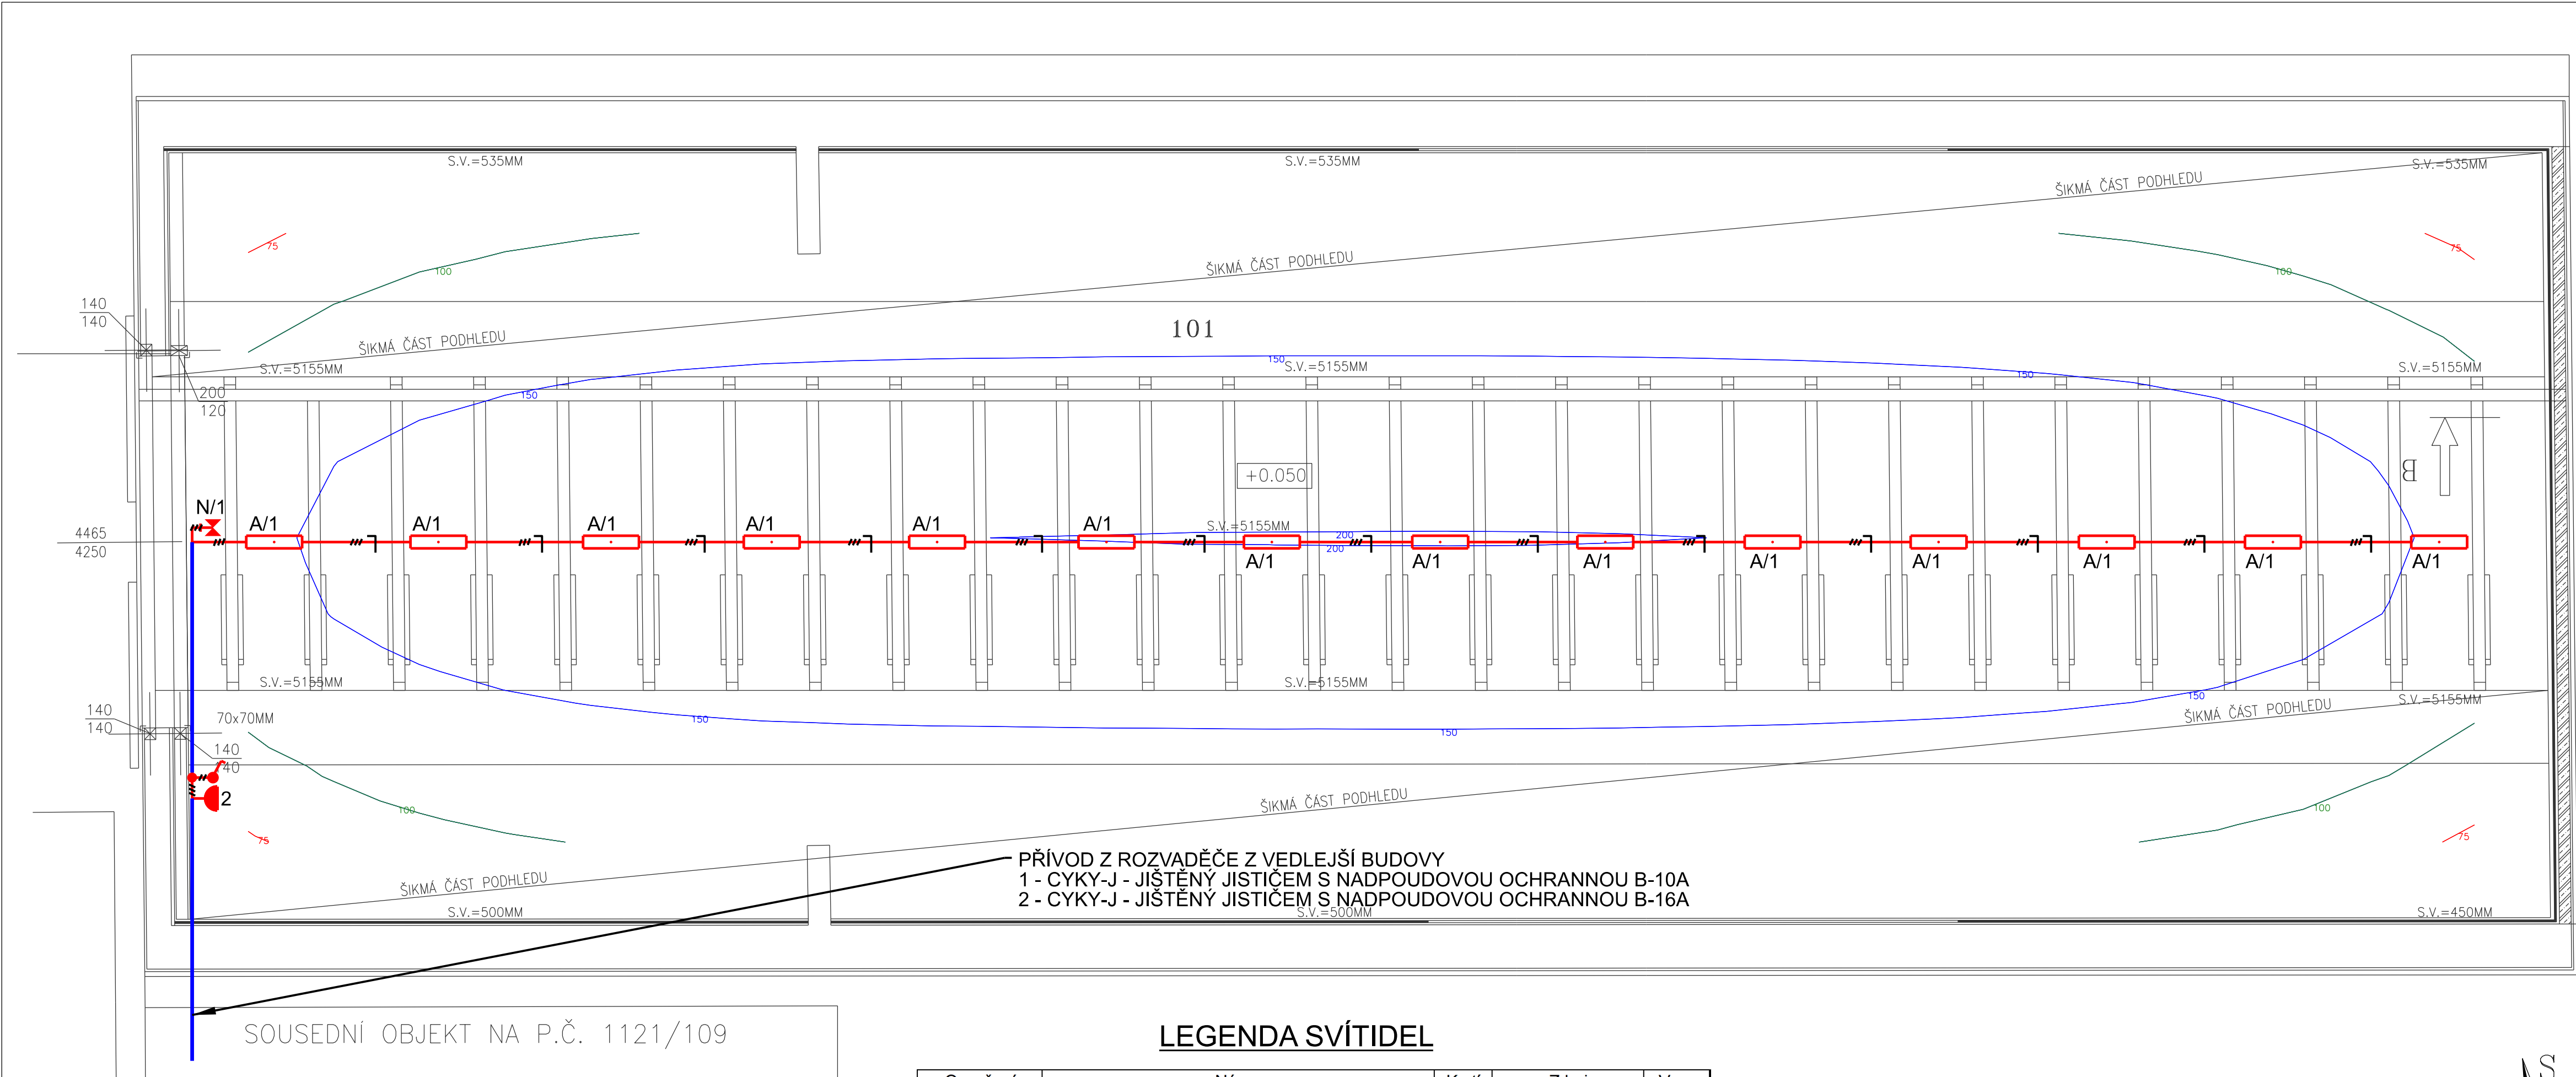 S.V.=535MM
S.V.=535MM
S.V.=535MM
ŠIKMÁ ČÁST PODHLEDU
75
75
100
ŠIKMÁ ČÁST PODHLEDU
100
140
140
101
ŠIKMÁ ČÁST PODHLEDU
150
S.V.=5155MM
S.V.=5155MM
150
S.V.=5155MM
200
120
150
+0.050
B
N/1
A/1
A/1
A/1
A/1
A/1
A/1
S.V.=5155MM
4465
4250
200
200
A/1
A/1
A/1
A/1
A/1
A/1
A/1
A/1
S.V.=5155MM
S.V.=5155MM
150
S.V.=5155MM
140
140
70x70MM
150
150
ŠIKMÁ ČÁST PODHLEDU
140
140
2
100
ŠIKMÁ ČÁST PODHLEDU
100
75
75
PŘÍVOD Z ROZVADĚČE Z VEDLEJŠÍ BUDOVY
1 - CYKY-J - JIŠTĚNÝ JISTIČEM S NADPOUDOVOU OCHRANNOU B-10A
2 - CYKY-J - JIŠTĚNÝ JISTIČEM S NADPOUDOVOU OCHRANNOU B-16A
ŠIKMÁ ČÁST PODHLEDU
S.V.=500MM
S.V.=500MM
S.V.=450MM
SOUSEDNÍ OBJEKT NA P.Č. 1121/109
LEGENDA SVÍTIDEL
S